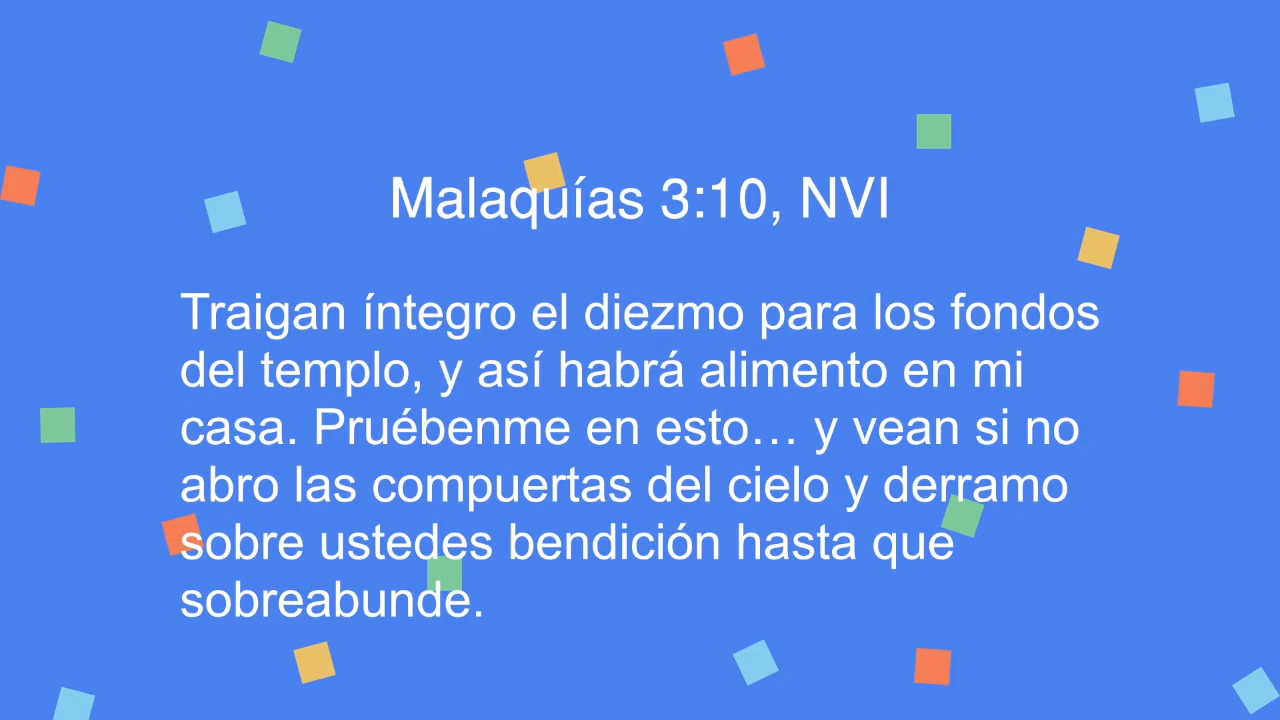 Malaquías 3:10, NVI
Traigan íntegro el diezmo para los fondos
del templo, y así habrá alimento en mi
casa. Pruébenme en esto… y vean si no
abro las compuertas del cielo y derramo
sobre ustedes bendición hasta que
sobreabunde.